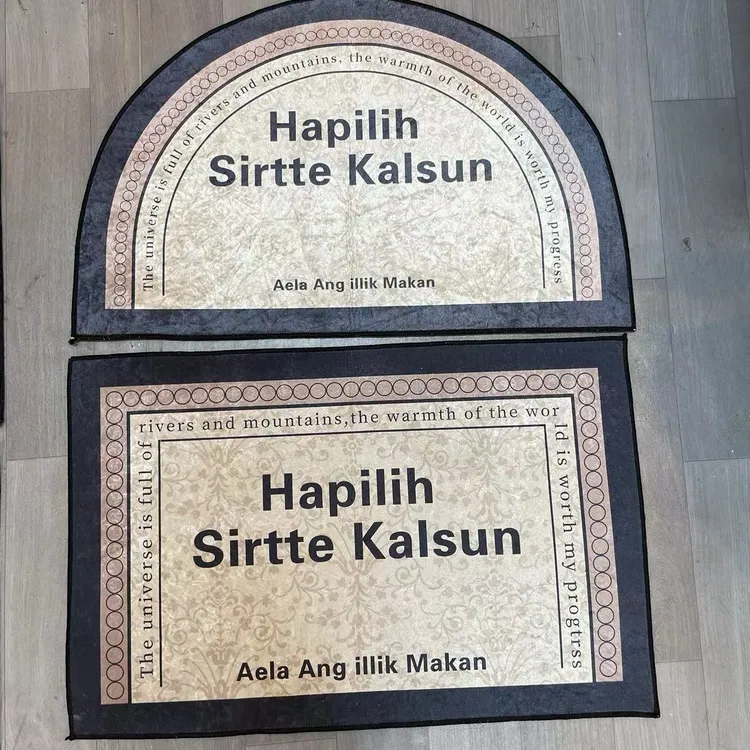 The universe is full of rivers and mountains, the warmth of the world is worth my progress
Hapilih
Sirtte Kalsun
Aela Ang illik Makan
The universe is full of rivers and mountains,the warmth of the world is worth my progtrss
Hapilih
Sirtte Kalsun
Aela Ang illik Makan